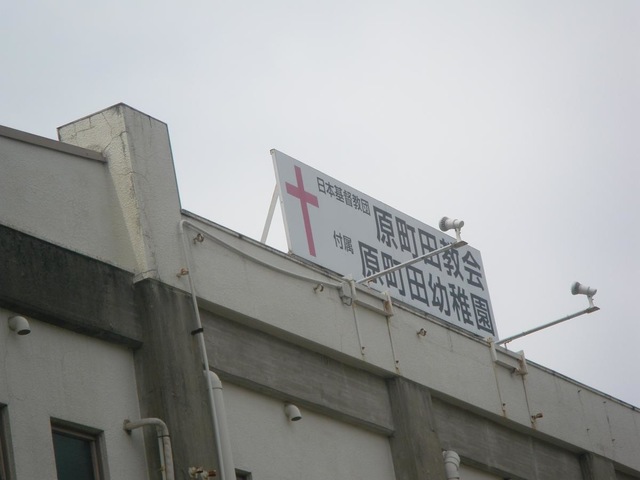 日本基督教団
原町田教会
付属
原町田幼稚園